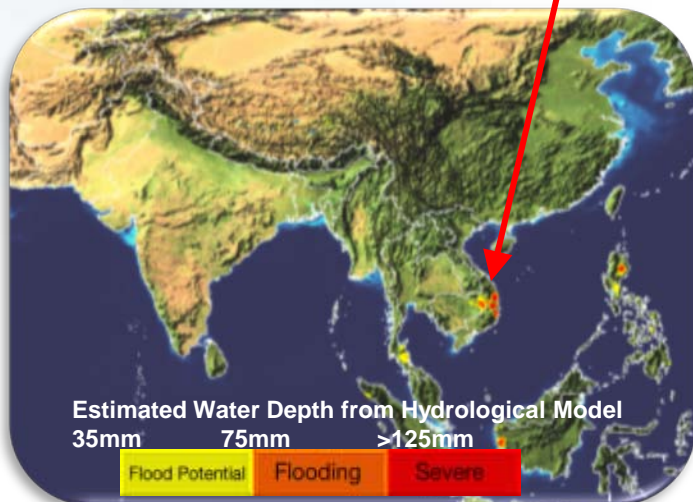 Estimated Water Depth from Hydrological Model
35mm 75mm >125mm
Flood Potential Flooding Severe